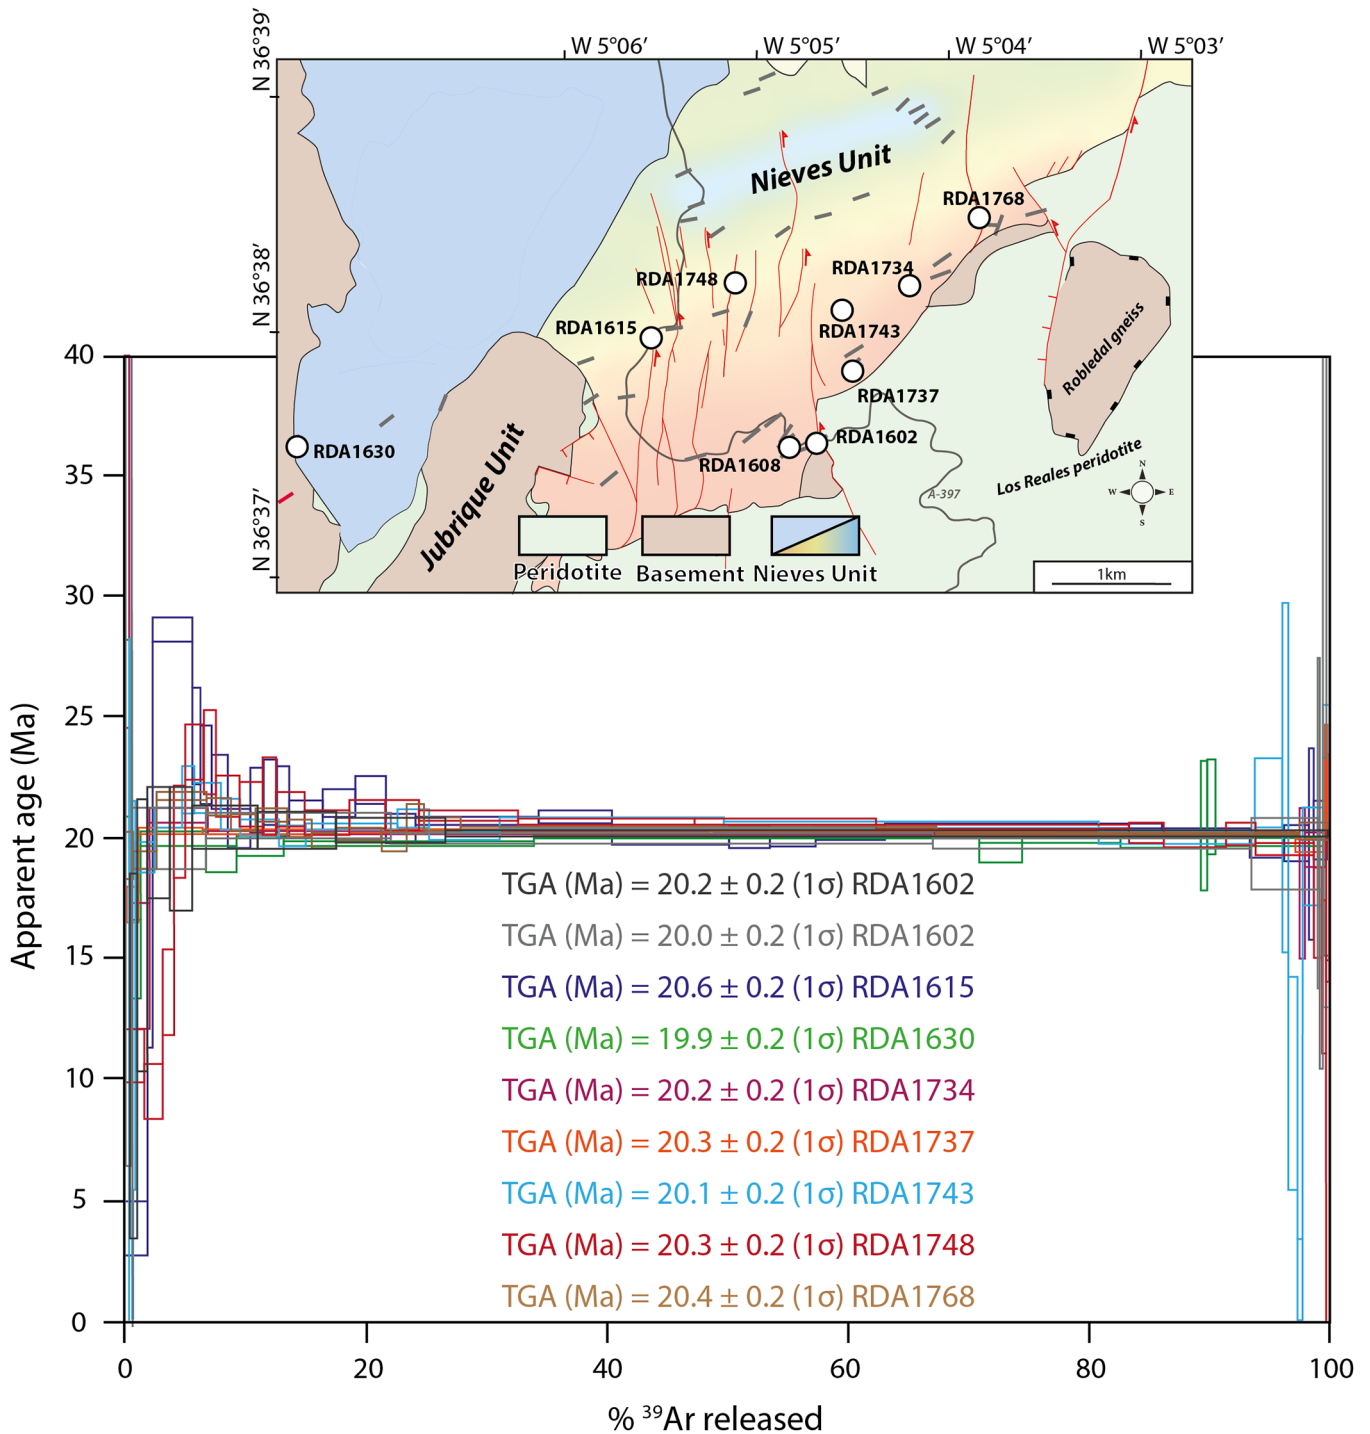 W 5°06′ W 5°05′ W 5°04′ W 5°03′
N 36°39′
N 36°38′
N 36°37′
Nieves Unit
RDA1768
RDA1748
RDA1734
RDA1615
RDA1743
RDA1737
RDA1630
RDA1602
RDA1608
Jubrique Unit
Robledal gneiss
Los Reales peridotite
A-397
N
W E
S
Peridotite Basement Nieves Unit
1km
40
35
30
25
20
15
10
5
0
Apparent age (Ma)
TGA (Ma) = 20.2 ± 0.2 (1σ) RDA1602
TGA (Ma) = 20.0 ± 0.2 (1σ) RDA1602
TGA (Ma) = 20.6 ± 0.2 (1σ) RDA1615
TGA (Ma) = 19.9 ± 0.2 (1σ) RDA1630
TGA (Ma) = 20.2 ± 0.2 (1σ) RDA1734
TGA (Ma) = 20.3 ± 0.2 (1σ) RDA1737
TGA (Ma) = 20.1 ± 0.2 (1σ) RDA1743
TGA (Ma) = 20.3 ± 0.2 (1σ) RDA1748
TGA (Ma) = 20.4 ± 0.2 (1σ) RDA1768
0 20 40 60 80 100
% ³⁹Ar released